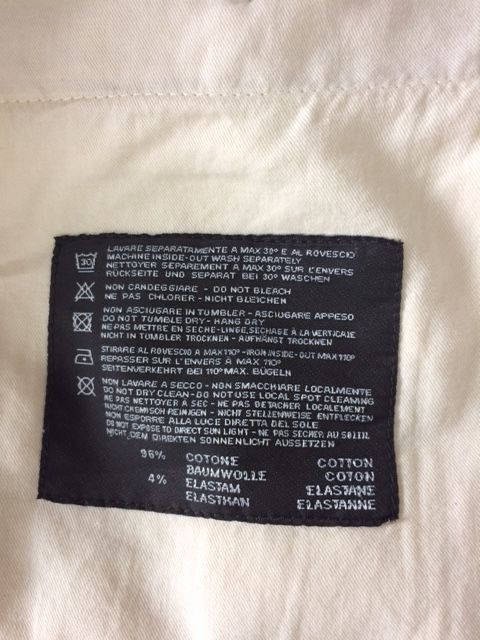 LAVARE SEPARATAMENTE A MAX 30° E AL ROVESCIO
MACHINE INSIDE-OUT WASH SEPARATELY
NETTOYER SEPAREMENT A MAX 30° SUR L'ENVERS
RÜCKSEITE UND SEPARAT BEI 30° WASCHEN
30
NON CANDEGGIARE - DO NOT BLEACH
NE PAS CHLORER - NICHT BLEICHEN
NON ASCIUGARE IN TUMBLER - ASCIUGARE APPESO
DO NOT TUMBLE DRY - HANG DRY
NE PAS METTRE EN SECHE-LINGE, SECHAGE À LA VERTICALE
NICHT IN TUMBLER TROCKNEN - AUFHÄNGT TROCKNEN
STIRARE AL ROVESCIO A MAX 110° - IRON INSIDE-OUT MAX 110°
REPASSER SUR L'ENVERS A MAX 110°
SEITENVERKEHRT BEI 110° MAX. BÜGELN
NON LAVARE A SECCO - NON SMACCHIARE LOCALMENTE
DO NOT DRY CLEAN - DO NOT USE LOCAL SPOT CLEANING
NE PAS NETTOYER À SEC - NE PAS DETACHER LOCALEMENT
NICHT CHEMISCH REINIGEN - NICHT STELLENWEISE ENTFLECKEN
NON ESPORRE ALLA LUCE DIRETTA DEL SOLE
DO NOT EXPOSE TO DIRECT SUN LIGHT - NE PAS SECHER AU SOLEIL
NICHT DEM DIREKTEN SONNENLICHT AUSSETZEN
96% COTONE COTTON
BAUMWOLLE COTON
4% ELASTAM ELASTANE
ELASTHAN ELASTANNE